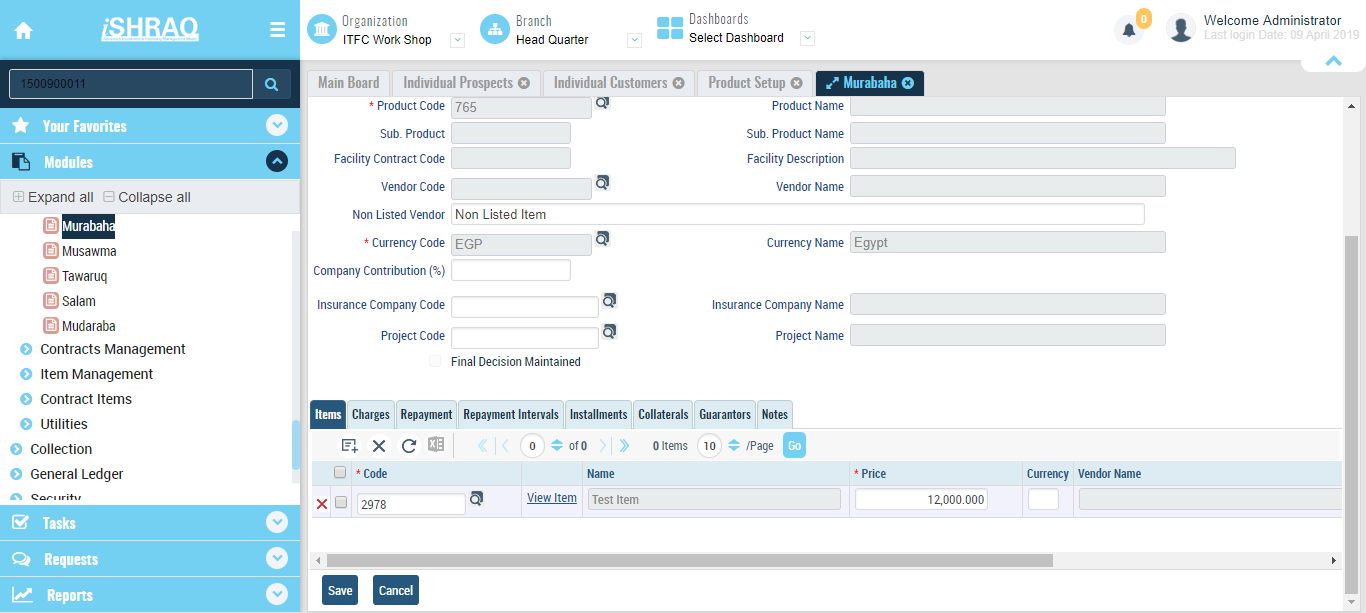 iSHRAQ
Organization
ITFC Work Shop
Branch
Head Quarter
Dashboards
Select Dashboard
0
Welcome Administrator
Last login Date: 09 April 2019
1500900011
Your Favorites
Modules
Expand all Collapse all
Murabaha
Musawma
Tawaruq
Salam
Mudaraba
Contracts Management
Item Management
Contract Items
Utilities
Collection
General Ledger
Security
Tasks
Requests
Reports
Main Board Individual Prospects Individual Customers Product Setup Murabaha
* Product Code 765 Product Name
Sub. Product Sub. Product Name
Facility Contract Code Facility Description
Vendor Code Vendor Name
Non Listed Vendor Non Listed Item
* Currency Code EGP Currency Name Egypt
Company Contribution (%)
Insurance Company Code Insurance Company Name
Project Code Project Name
Final Decision Maintained
Items Charges Repayment Repayment Intervals Installments Collaterals Guarantors Notes
0 of 0 0 Items 10 /Page Go
* Code Name * Price Currency Vendor Name
2978 View Item Test Item 12,000.000
Save Cancel